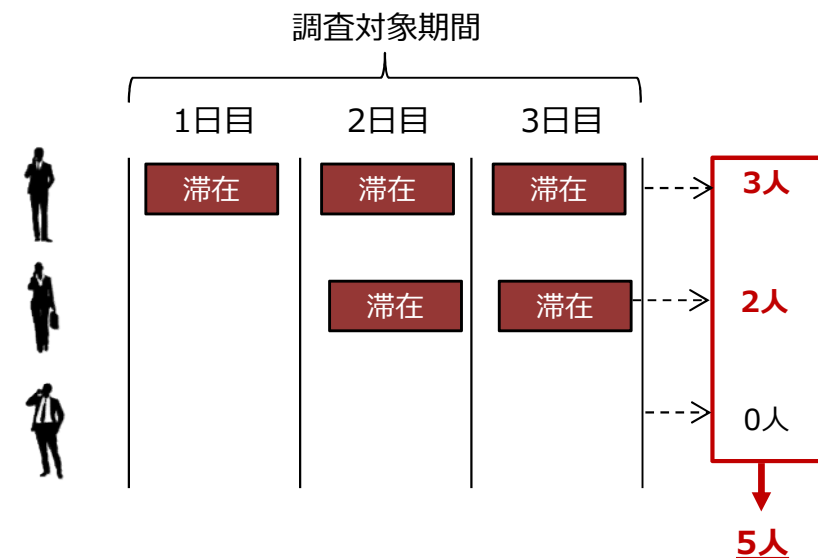 調査対象期間
1日目 2日目 3日目
滞在 滞在 滞在 3人
滞在 滞在 2人
0人
5人